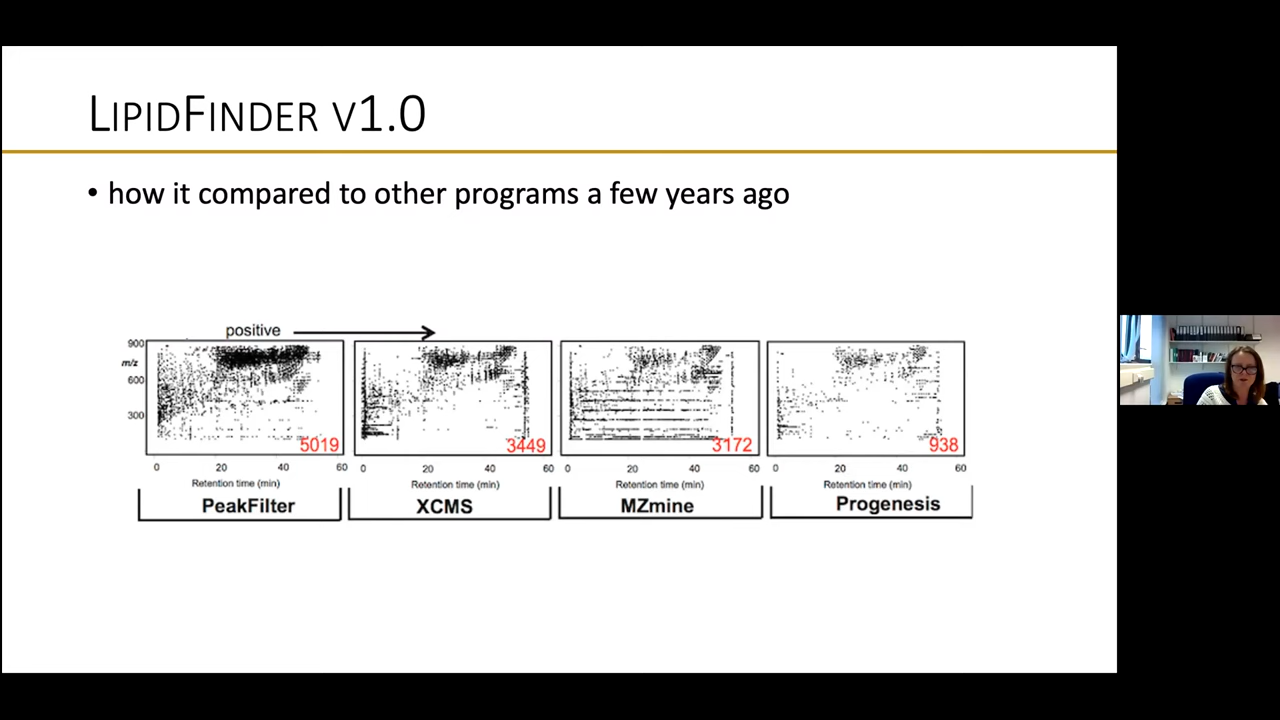 LIPIDFINDER V1.0
• how it compared to other programs a few years ago
positive
900
m/z
600
300
5019
3449
3172
938
0 20 40 60
0 20 40 60
0 20 40 60
0 20 40 60
Retention time (min)
Retention time (min)
Retention time (min)
Retention time (min)
PeakFilter
XCMS
MZmine
Progenesis